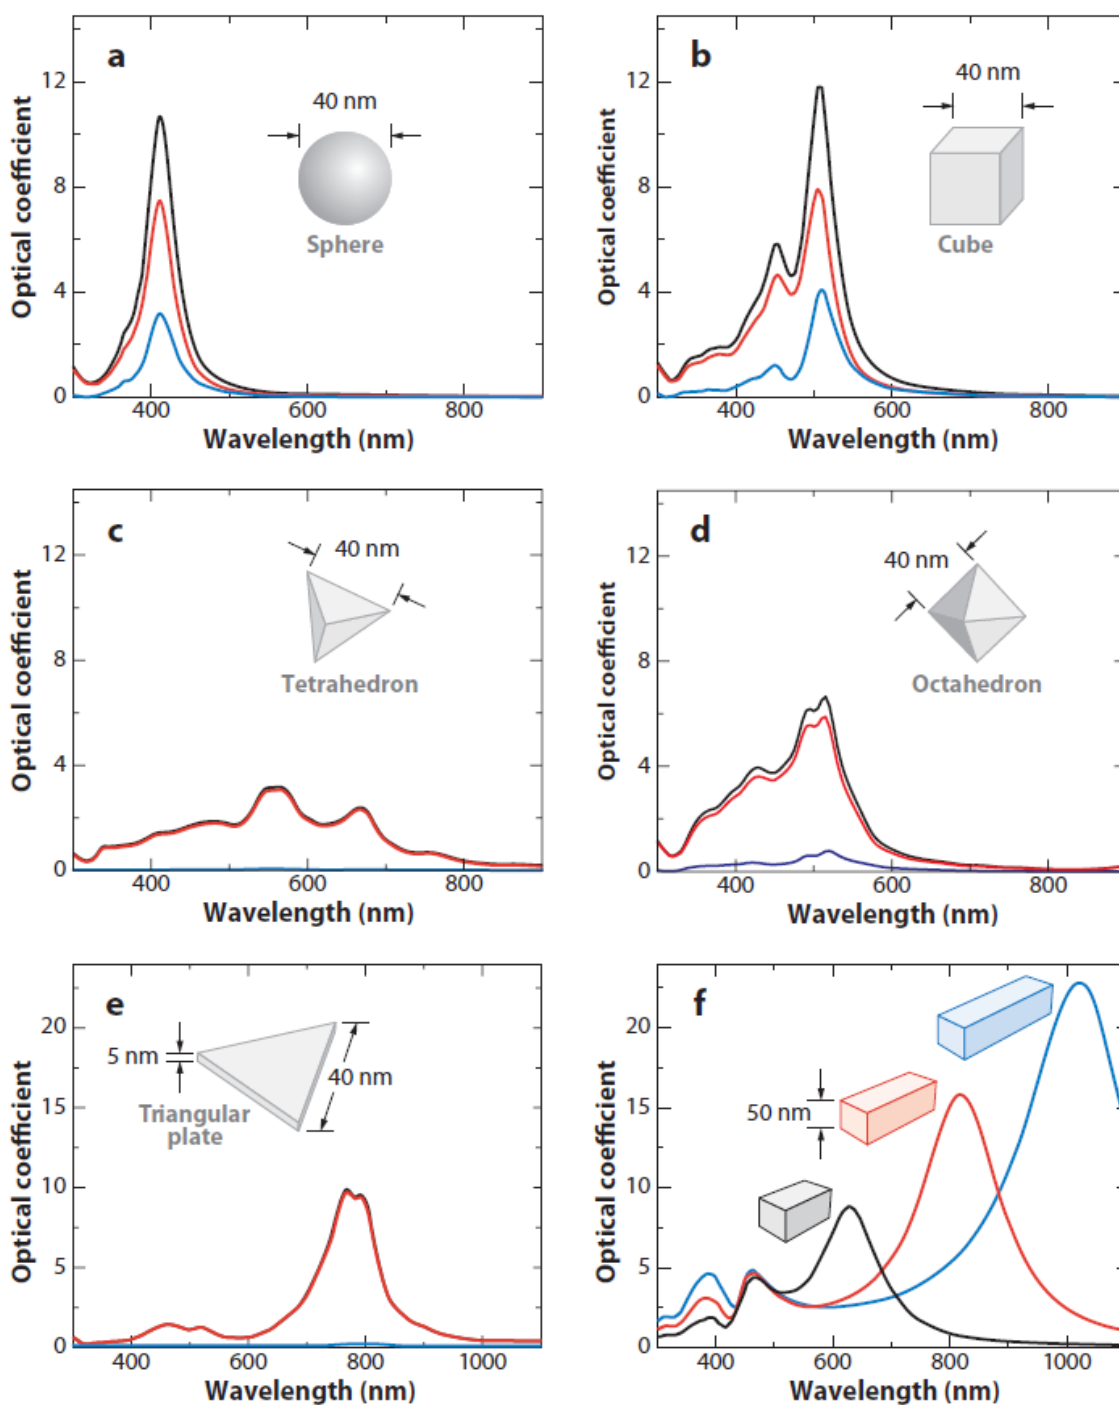 a
40 nm
Sphere
12
8
4
0
400
600
800
Optical coefficient
Wavelength (nm)
b
40 nm
Cube
12
8
4
0
400
600
800
Optical coefficient
Wavelength (nm)
c
40 nm
Tetrahedron
12
8
4
0
400
600
800
Optical coefficient
Wavelength (nm)
d
40 nm
Octahedron
12
8
4
0
400
600
800
Optical coefficient
Wavelength (nm)
e
5 nm
40 nm
Triangular
plate
20
15
10
5
0
400
600
800
1000
Optical coefficient
Wavelength (nm)
f
50 nm
20
15
10
5
0
400
600
800
1000
Optical coefficient
Wavelength (nm)